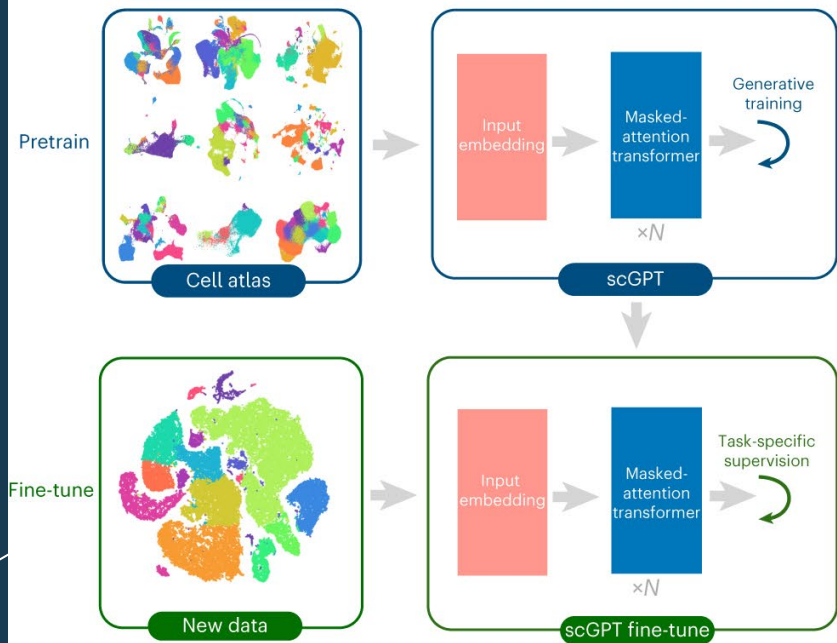 Pretrain
Cell atlas
Input
embedding
Masked-
attention
transformer
×N
Generative
training
scGPT
Fine-tune
New data
Input
embedding
Masked-
attention
transformer
×N
Task-specific
supervision
scGPT fine-tune